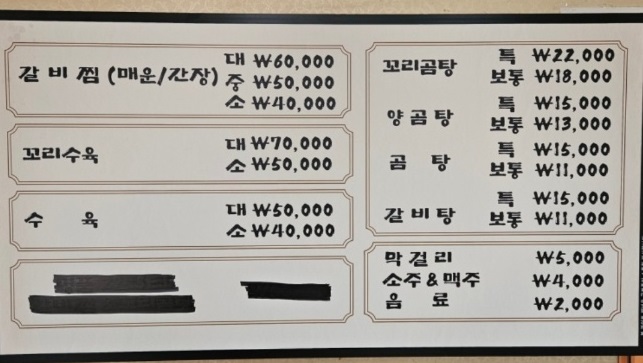 갈비찜 (매운/간장) 대 ₩60,000
중 ₩50,000
소 ₩40,000
꼬리수육 대 ₩70,000
소 ₩50,000
수 육 대 ₩50,000
소 ₩40,000
꼬리곰탕 특 ₩22,000
보통 ₩18,000
양곰탕 특 ₩15,000
보통 ₩13,000
곰 탕 특 ₩15,000
보통 ₩11,000
갈비탕 특 ₩15,000
보통 ₩11,000
막걸리 ₩5,000
소주&맥주 ₩4,000
음 료 ₩2,000